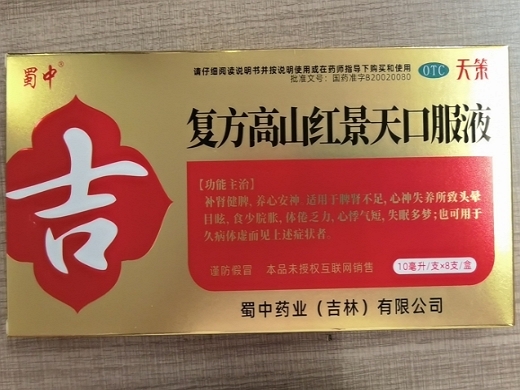 蜀中®
请仔细阅读说明书并按说明使用或在药师指导下购买和使用
批准文号：国药准字B20020080
OTC
天策
复方高山红景天口服液
吉
【功能主治】
补肾健脾，养心安神。适用于脾肾不足，心神失养所致头晕
目眩，食少脘胀，体倦乏力，心悸气短，失眠多梦；也可用于
久病体虚而见上述症状者。
谨防假冒 本品未授权互联网销售
10毫升/支×8支/盒
蜀中药业（吉林）有限公司